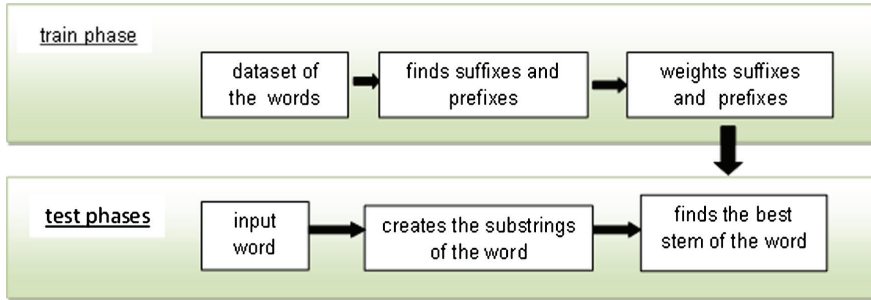 train phase
dataset of
the words
finds suffixes and
prefixes
weights suffixes
and prefixes
test phases
input
word
creates the substrings
of the word
finds the best
stem of the word